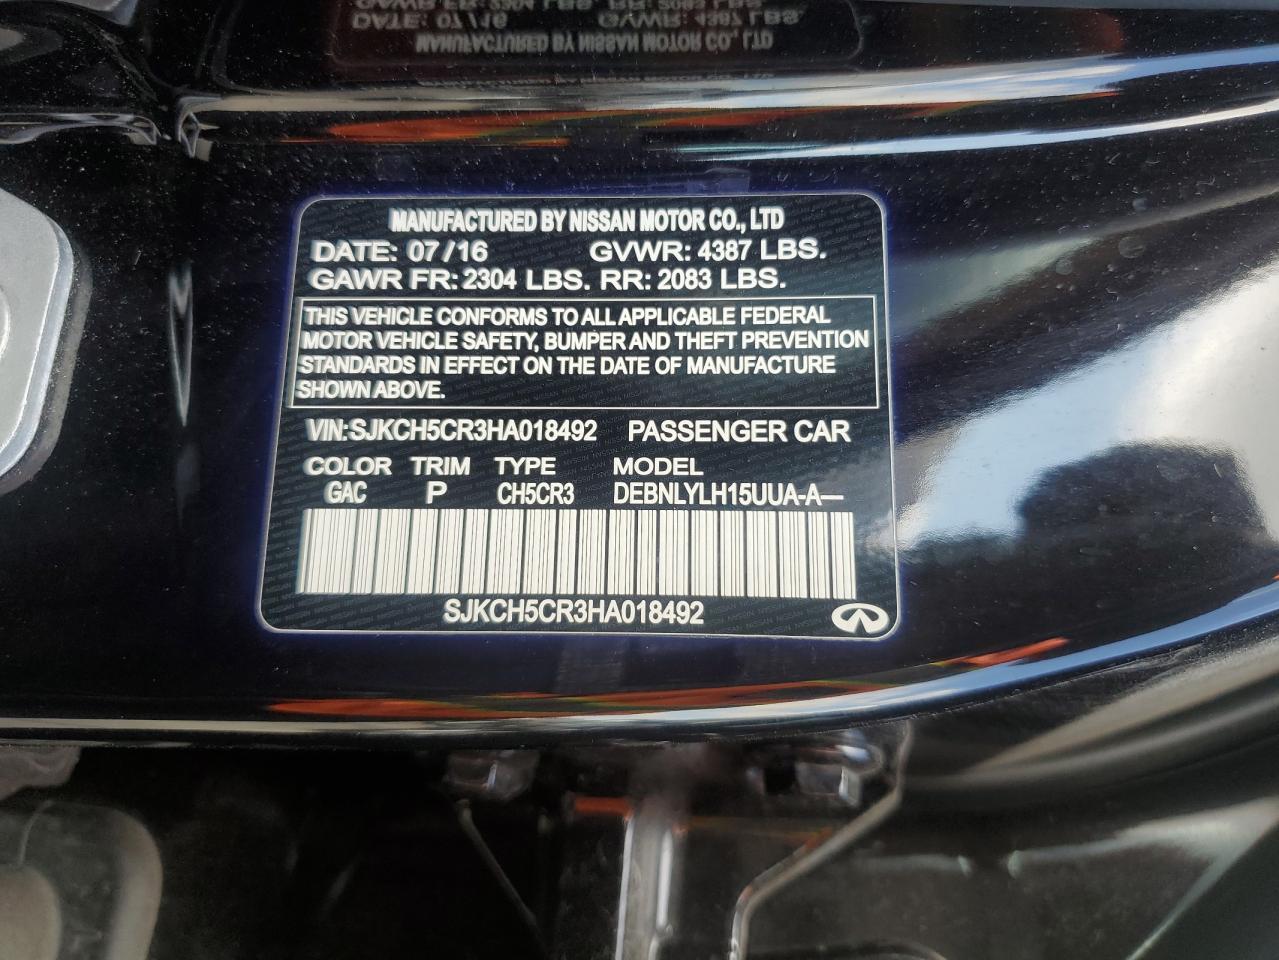 MANUFACTURED BY NISSAN MOTOR CO., LTD
DATE: 07/16 GVWR: 4387 LBS.
GAWR FR: 2304 LBS. RR: 2083 LBS.
THIS VEHICLE CONFORMS TO ALL APPLICABLE FEDERAL
MOTOR VEHICLE SAFETY, BUMPER AND THEFT PREVENTION
STANDARDS IN EFFECT ON THE DATE OF MANUFACTURE
SHOWN ABOVE.
VIN: SJKCH5CR3HA018492 PASSENGER CAR
COLOR TRIM TYPE MODEL
GAC P CH5CR3 DEBNLYLH15UUA-A—
SJKCH5CR3HA018492